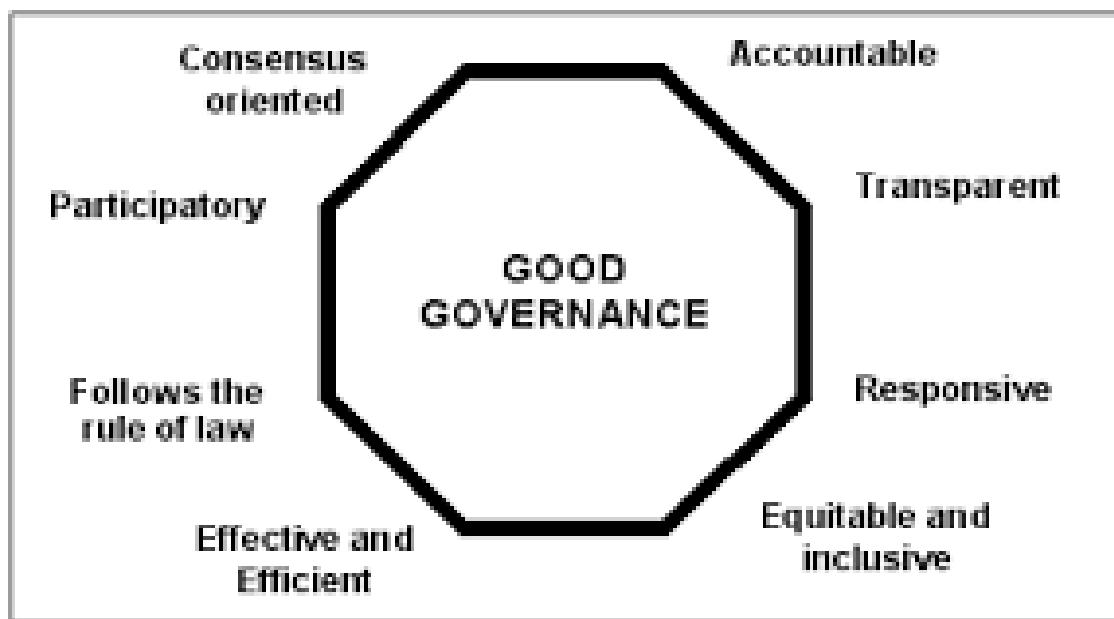 Consensus
oriented
Accountable
Participatory
Transparent
GOOD
GOVERNANCE
Follows the
rule of law
Responsive
Effective and
Efficient
Equitable and
inclusive